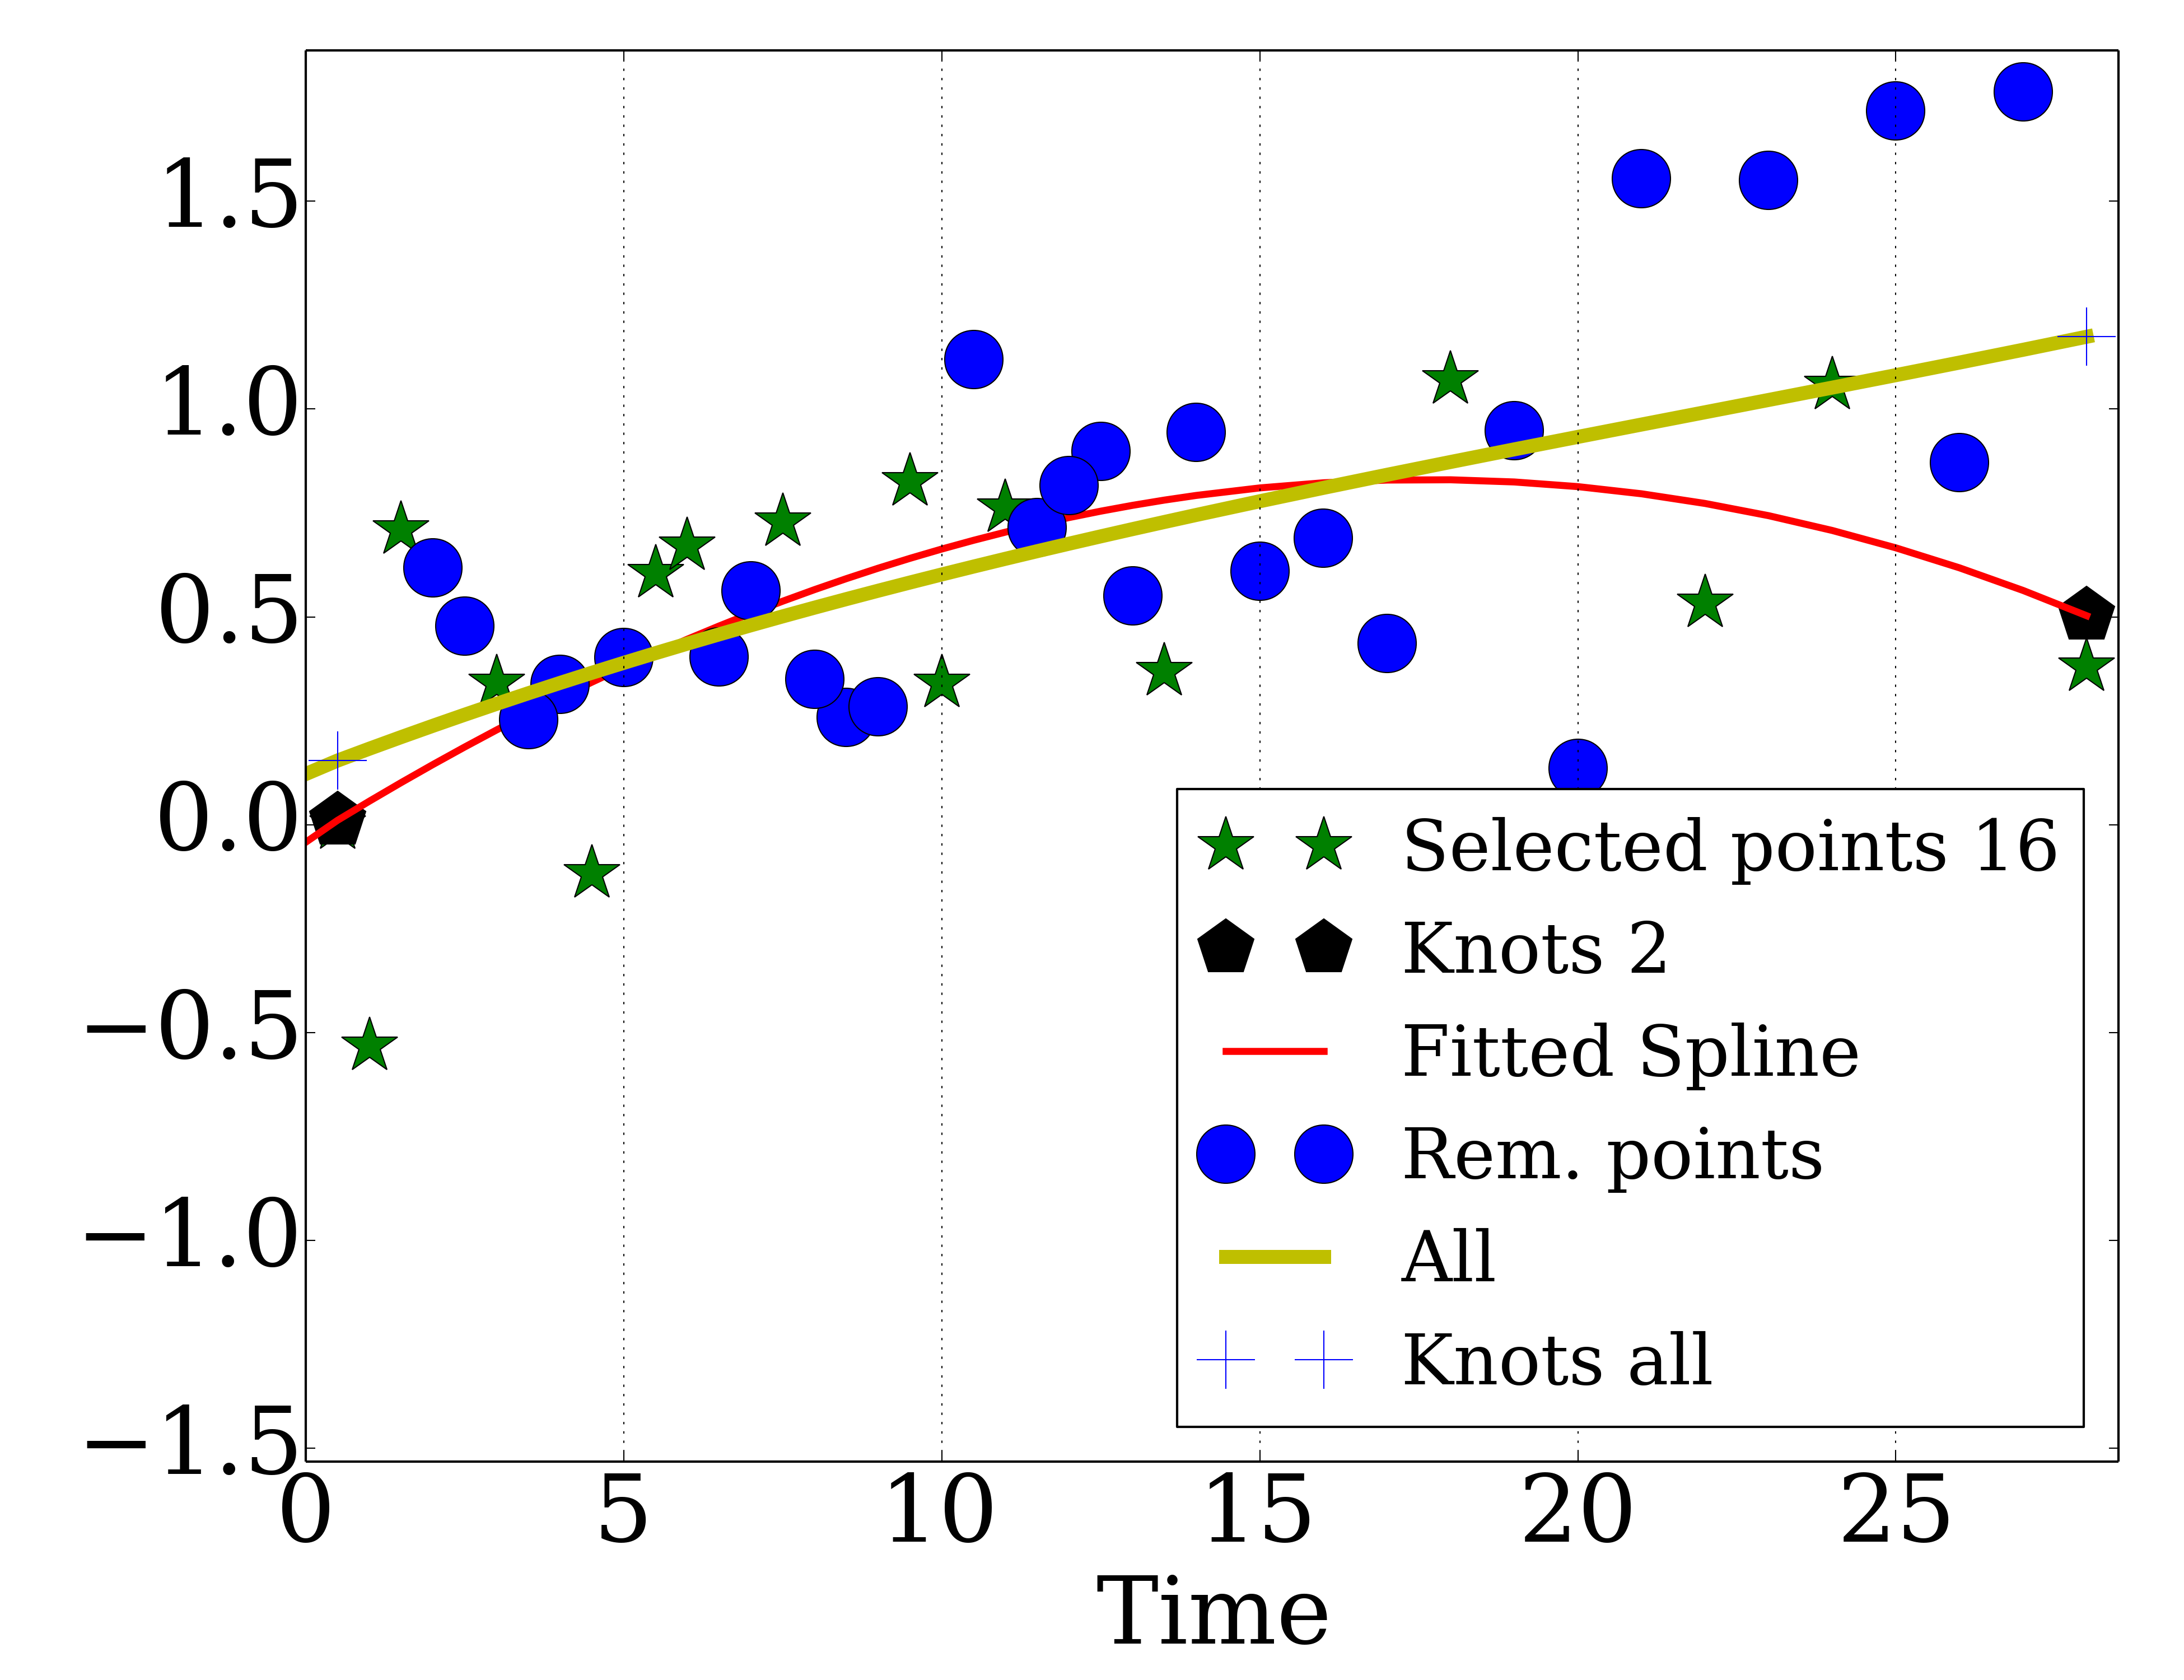 1.5
1.0
0.5
0.0
−0.5
−1.0
−1.5
0 5 10 15 20 25
Time
Selected points 16
Knots 2
Fitted Spline
Rem. points
All
Knots all